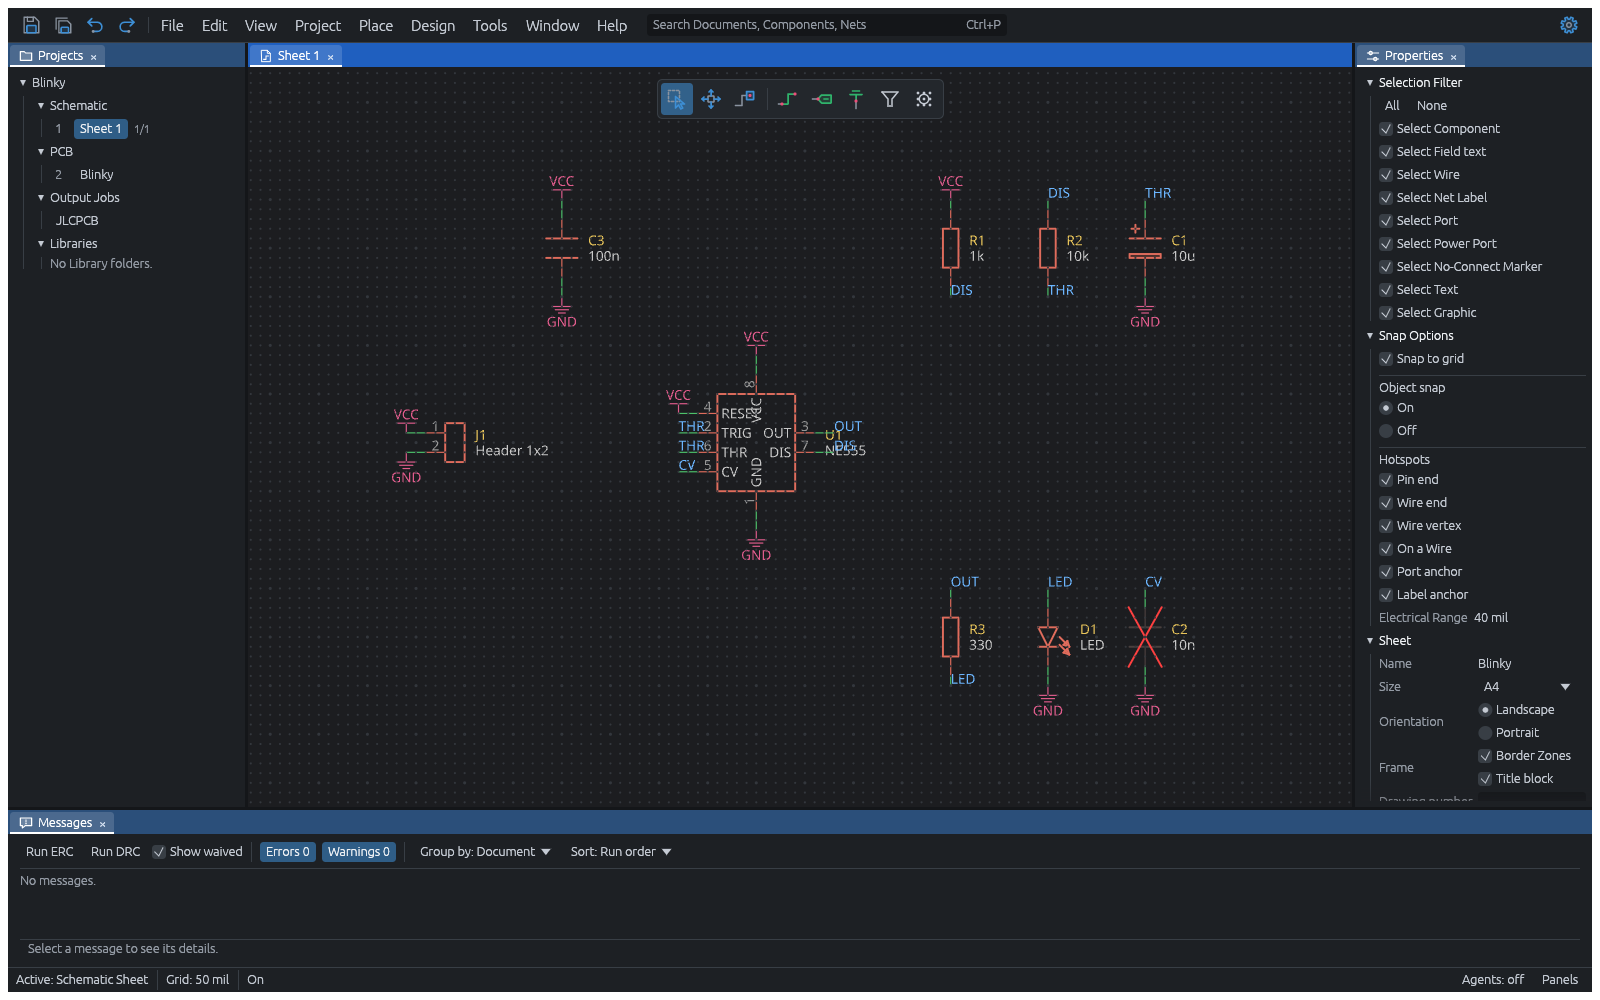 File Edit View Project Place Design Tools Window Help Search Documents, Components, Nets Ctrl+P
Projects ×
Sheet 1 ×
Properties ×
Blinky
Schematic
1 Sheet 1 1/1
PCB
2 Blinky
Output Jobs
JLCPCB
Libraries
No Library folders.
VCC
C3
100n
GND
VCC
R1
1k
DIS
DIS
R2
10k
THR
THR
C1
10u
GND
VCC
1
2
J1
Header 1x2
GND
VCC
8
VCC
VCC
4 RESET
THR 2 TRIG
THR 6 THR
CV 5 CV
OUT 3 OUT
DIS 7 DIS
U1
NE555
GND
1
GND
OUT
R3
330
LED
LED
D1
LED
GND
CV
C2
10n
GND
Selection Filter
All None
Select Component
Select Field text
Select Wire
Select Net Label
Select Port
Select Power Port
Select No-Connect Marker
Select Text
Select Graphic
Snap Options
Snap to grid
Object snap
On
Off
Hotspots
Pin end
Wire end
Wire vertex
On a Wire
Port anchor
Label anchor
Electrical Range 40 mil
Sheet
Name Blinky
Size A4
Orientation Landscape
Portrait
Frame Border Zones
Title block
Drawing number
Messages ×
Run ERC Run DRC Show waived Errors 0 Warnings 0 Group by: Document Sort: Run order
No messages.
Select a message to see its details.
Active: Schematic Sheet Grid: 50 mil On Agents: off Panels